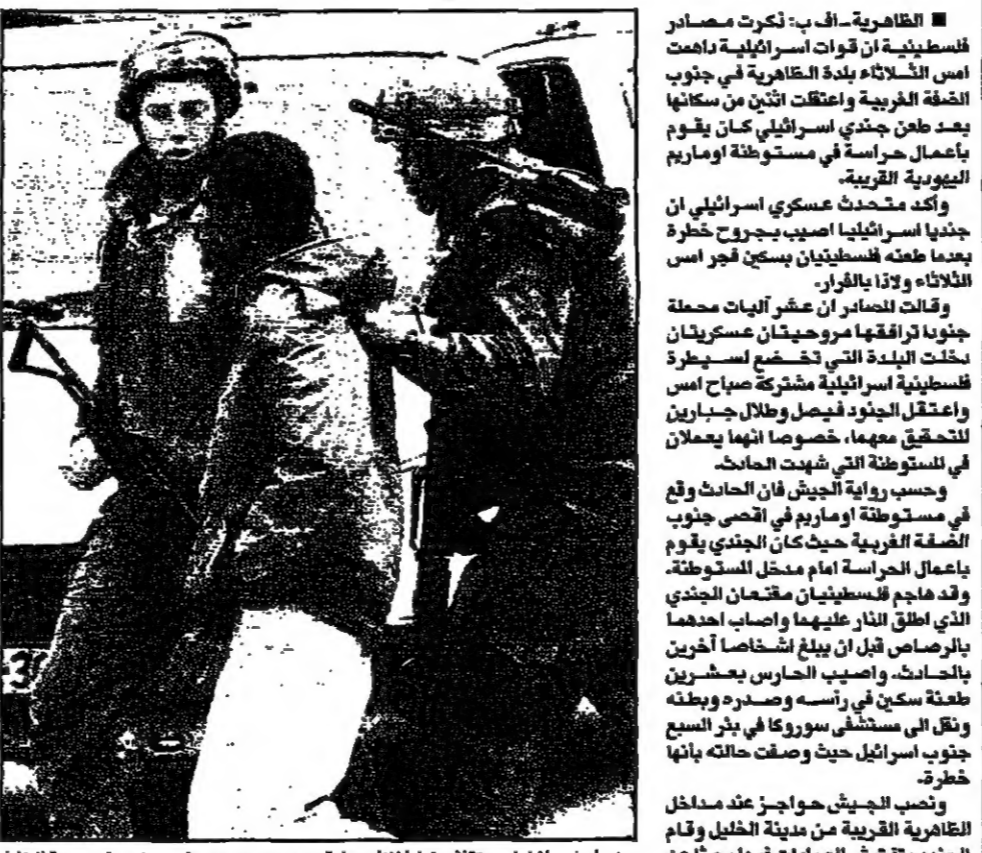 ■ الظاهرية ـ اف ب: ذكرت مصادر
فلسطينية ان قوات اسرائيلية داهمت
امس الثلاثاء بلدة الظاهرية في جنوب
الضفة الغربية واعتقلت اثنين من سكانها
بعد طعن جندي اسرائيلي كان يقوم
بأعمال حراسة في مستوطنة اوماريم
اليهودية القريبة.
وأكد متحدث عسكري اسرائيلي ان
جنديا اسرائيليا اصيب بجروح خطرة
بعدما طعنه فلسطينيان بسكين فجر امس
الثلاثاء ولاذا بالفرار.
وقالت المصادر ان عشر آليات محملة
جنودا ترافقها مروحيتان عسكريتان
دخلت البلدة التي تخضع لسيطرة
فلسطينية اسرائيلية مشتركة صباح امس
واعتقل الجنود فيصل وطلال جبارين
للتحقيق معهما، خصوصا انهما يعملان
في المستوطنة التي شهدت الحادث.
وحسب رواية الجيش فان الحادث وقع
في مستوطنة اوماريم في اقصى جنوب
الضفة الغربية حيث كان الجندي يقوم
باعمال الحراسة امام مدخل المستوطنة.
وقد هاجم فلسطينيان مقنعان الجندي
الذي اطلق النار عليهما واصاب احدهما
بالرصاص قبل ان يبلغ اشخاصا آخرين
بالحادث. واصيب الحارس بعشرين
طعنة سكين في رأسه وصدره وبطنه
ونقل الى مستشفى سوروكا في بئر السبع
جنوب اسرائيل حيث وصفت حالته بأنها
خطرة.
ونصب الجيش حواجز عند مداخل
الظاهرية القريبة من مدينة الخليل وقام